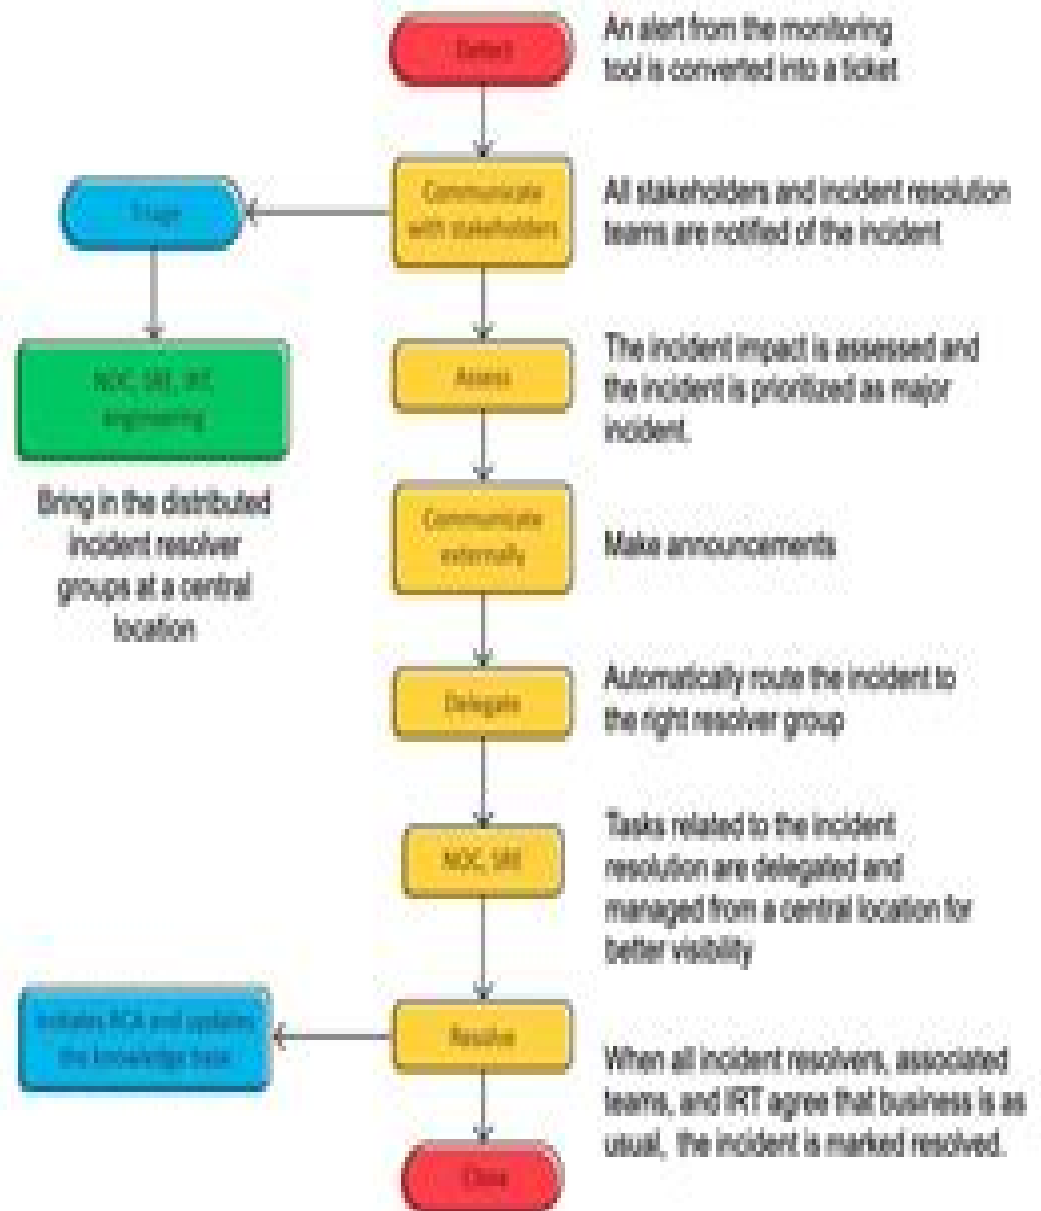 Detect
An alert from the monitoring
tool is converted into a ticket
Communicate
with stakeholders
All stakeholders and incident resolution
teams are notified of the incident
Triage
NOC, SRE, IRT,
engineering
Bring in the distributed
incident resolver
groups at a central
location
Assess
The incident impact is assessed and
the incident is prioritized as major
incident.
Communicate
externally
Make announcements
Delegate
Automatically route the incident to
the right resolver group
NOC, SRE
Tasks related to the incident
resolution are delegated and
managed from a central location for
better visibility
Resolve
Initiates RCA and updates
the knowledge base
When all incident resolvers, associated
teams, and IRT agree that business is as
usual, the incident is marked resolved.
Close